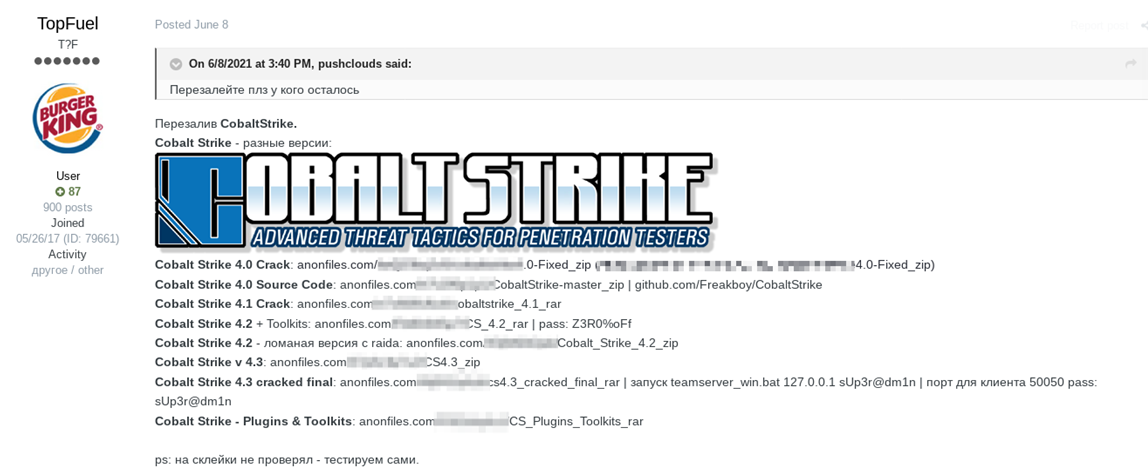 TopFuel
T?F
BURGER
KING
User
87
900 posts
Joined
05/26/17 (ID: 79661)
Activity
другое / other
Posted June 8
On 6/8/2021 at 3:40 PM, pushclouds said:
Перезалейте плз у кого осталось
Перезалив CobaltStrike.
Cobalt Strike - разные версии:
COBALT STRIKE
ADVANCED THREAT TACTICS FOR PENETRATION TESTERS
Cobalt Strike 4.0 Crack: anonfiles.com/ .0-Fixed_zip ( 4.0-Fixed_zip)
Cobalt Strike 4.0 Source Code: anonfiles.com CobaltStrike-master_zip | github.com/Freakboy/CobaltStrike
Cobalt Strike 4.1 Crack: anonfiles.com obaltstrike_4.1_rar
Cobalt Strike 4.2 + Toolkits: anonfiles.com CS_4.2_rar | pass: Z3R0%oFf
Cobalt Strike 4.2 - ломаная версия с raida: anonfiles.com Cobalt_Strike_4.2_zip
Cobalt Strike v 4.3: anonfiles.com CS4.3_zip
Cobalt Strike 4.3 cracked final: anonfiles.com cs4.3_cracked_final_rar | запуск teamserver_win.bat 127.0.0.1 sUp3r@dm1n | порт для клиента 50050 pass:
sUp3r@dm1n
Cobalt Strike - Plugins & Toolkits: anonfiles.com CS_Plugins_Toolkits_rar
ps: на склейки не проверял - тестируем сами.